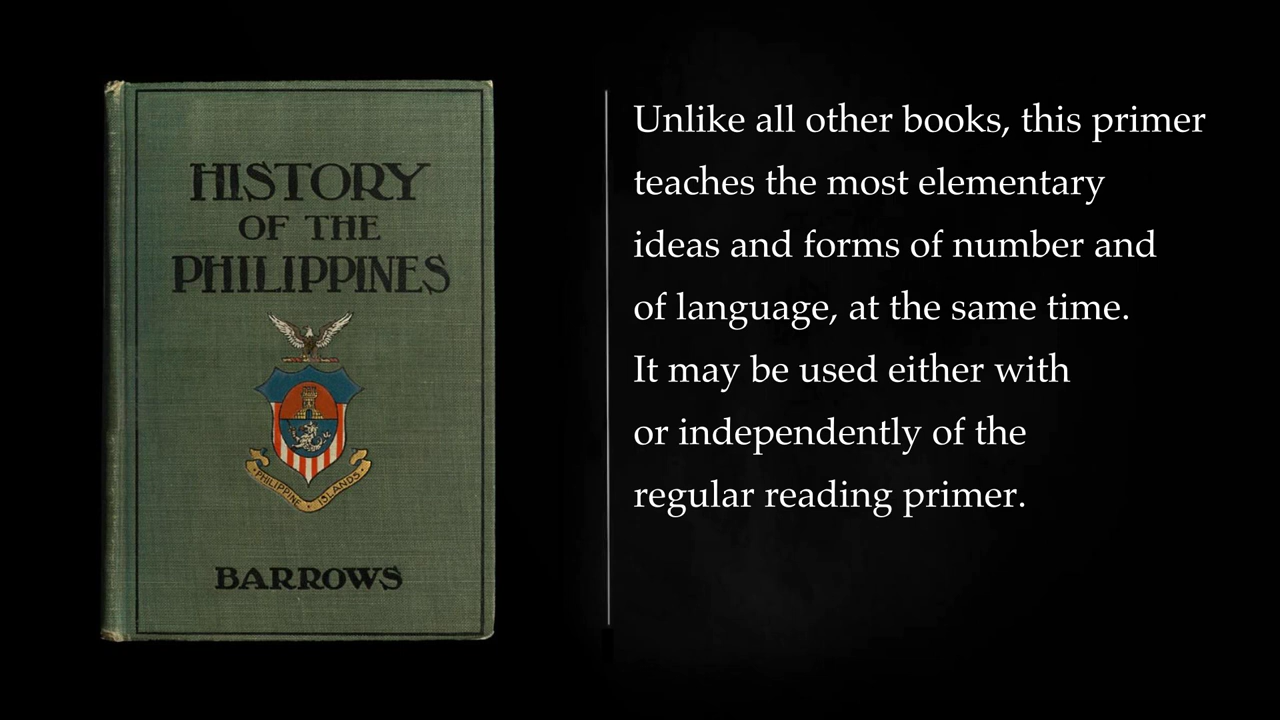 HISTORY
OF THE
PHILIPPINES
PHILIPPINE ISLANDS
BARROWS
Unlike all other books, this primer
teaches the most elementary
ideas and forms of number and
of language, at the same time.
It may be used either with
or independently of the
regular reading primer.